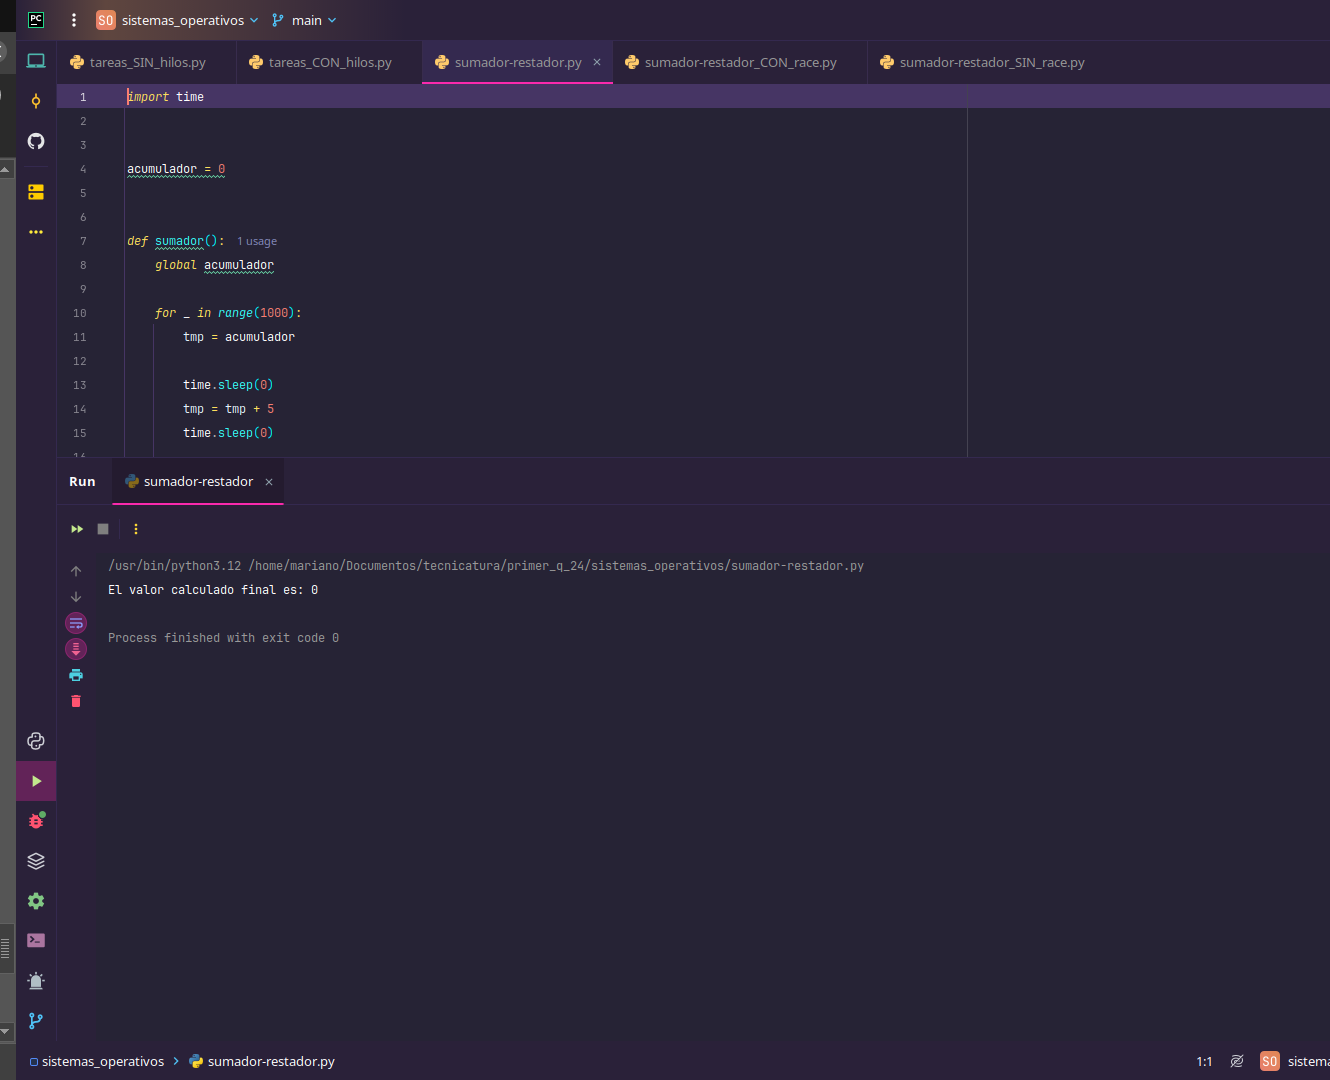 PC
SO sistemas_operativos main
tareas_SIN_hilos.py tareas_CON_hilos.py sumador-restador.py sumador-restador_CON_race.py sumador-restador_SIN_race.py
1 import time
2
3
4 acumulador = 0
5
6
7 def sumador(): 1 usage
8 global acumulador
9
10 for _ in range(1000):
11 tmp = acumulador
12
13 time.sleep(0)
14 tmp = tmp + 5
15 time.sleep(0)
16
Run sumador-restador
/usr/bin/python3.12 /home/mariano/Documentos/tecnicatura/primer_q_24/sistemas_operativos/sumador-restador.py
El valor calculado final es: 0
Process finished with exit code 0
sistemas_operativos sumador-restador.py 1:1 SO sistema